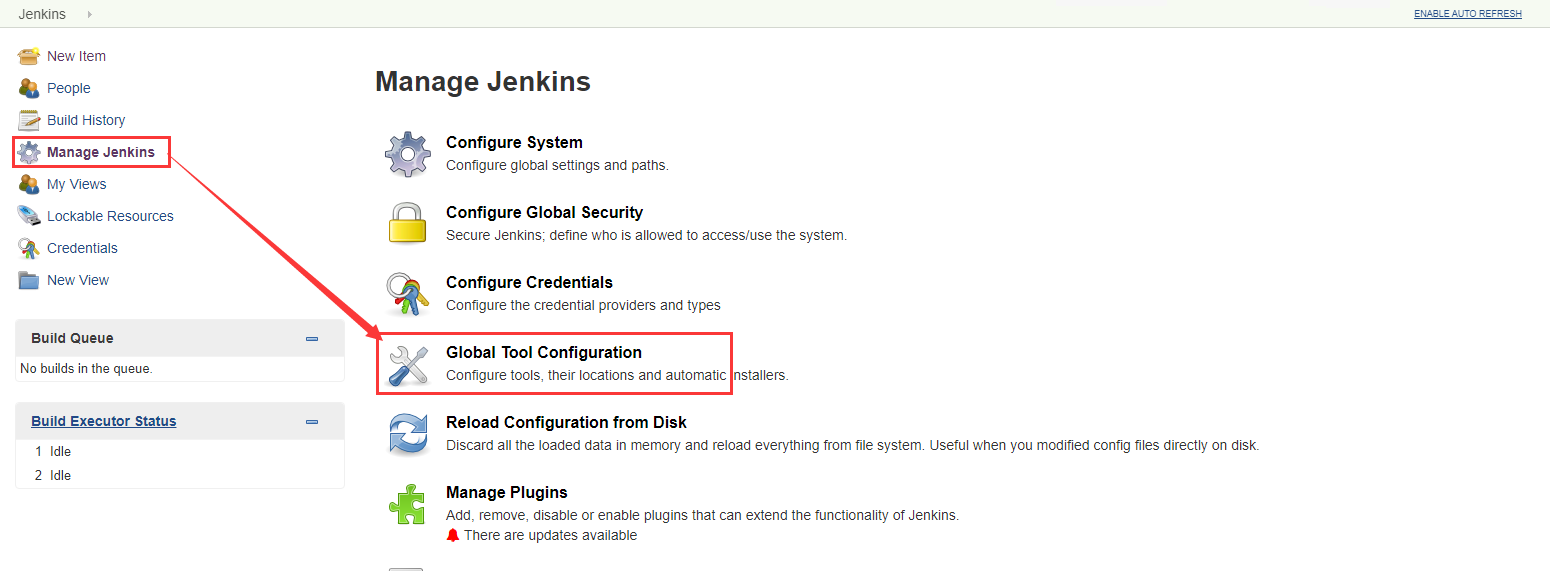 Jenkins
ENABLE AUTO REFRESH
New Item
People
Build History
Manage Jenkins
My Views
Lockable Resources
Credentials
New View
Build Queue
No builds in the queue.
Build Executor Status
1 Idle
2 Idle
Manage Jenkins
Configure System
Configure global settings and paths.
Configure Global Security
Secure Jenkins; define who is allowed to access/use the system.
Configure Credentials
Configure the credential providers and types
Global Tool Configuration
Configure tools, their locations and automatic installers.
Reload Configuration from Disk
Discard all the loaded data in memory and reload everything from file system. Useful when you modified config files directly on disk.
Manage Plugins
Add, remove, disable or enable plugins that can extend the functionality of Jenkins.
There are updates available